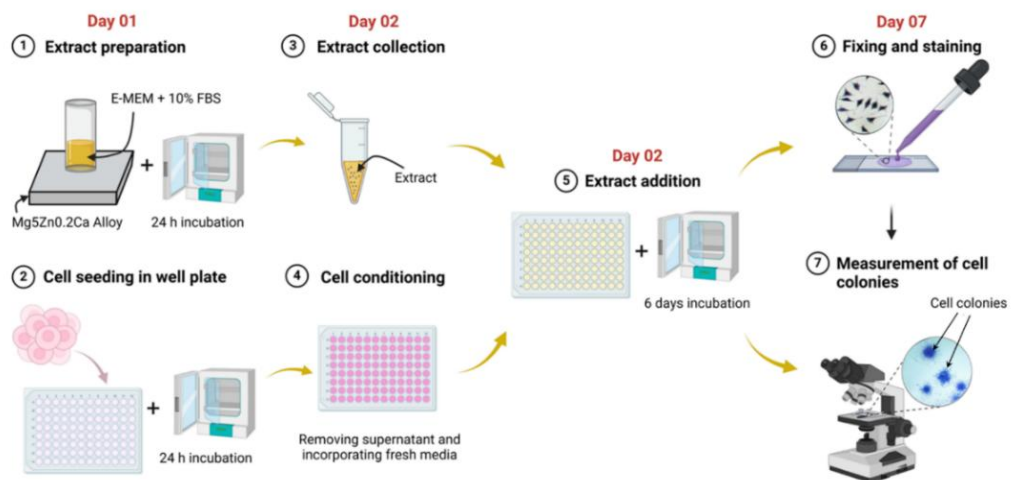 Day 01
1 Extract preparation
E-MEM + 10% FBS
+
Mg5Zn0.2Ca Alloy
24 h incubation
2 Cell seeding in well plate
+
24 h incubation
Day 02
3 Extract collection
Extract
4 Cell conditioning
Removing supernatant and
incorporating fresh media
Day 02
5 Extract addition
+
6 days incubation
Day 07
6 Fixing and staining
7 Measurement of cell
colonies
Cell colonies